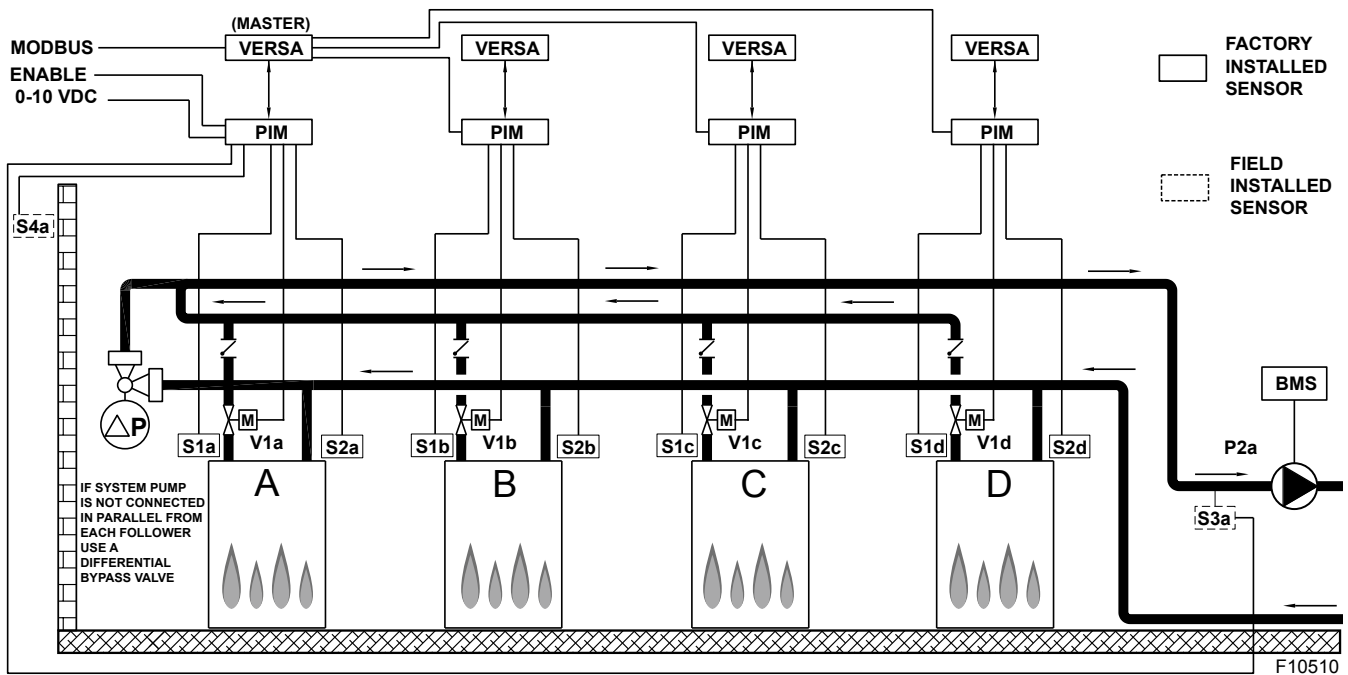 (MASTER)
MODBUS
VERSA
VERSA
VERSA
VERSA
ENABLE
0-10 VDC
PIM
PIM
PIM
PIM
FACTORY
INSTALLED
SENSOR
FIELD
INSTALLED
SENSOR
S4a
ΔP
M
M
M
M
BMS
S1a
V1a
S2a
S1b
V1b
S2b
S1c
V1c
S2c
S1d
V1d
S2d
P2a
A
B
C
D
IF SYSTEM PUMP
IS NOT CONNECTED
IN PARALLEL FROM
EACH FOLLOWER
USE A
DIFFERENTIAL
BYPASS VALVE
S3a
F10510